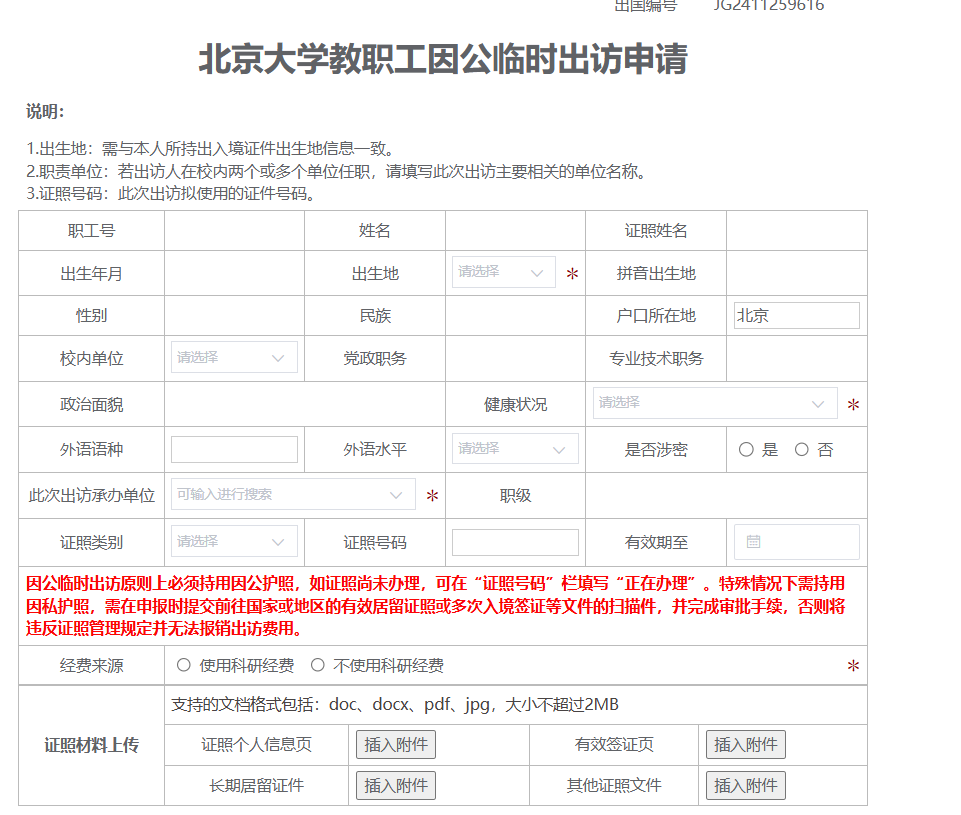 出国编号 JG2411259616
北京大学教职工因公临时出访申请
说明：
1.出生地：需与本人所持出入境证件出生地信息一致。
2.职责单位：若出访人在校内两个或多个单位任职，请填写此次出访主要相关的单位名称。
3.证照号码：此次出访拟使用的证件号码。
职工号 姓名 证照姓名
出生年月 出生地 请选择 * 拼音出生地
性别 民族 户口所在地 北京
校内单位 请选择 党政职务 专业技术职务
政治面貌 健康状况 请选择 *
外语语种 外语水平 请选择 是否涉密 是 否
此次出访承办单位 可输入进行搜索 * 职级
证照类别 请选择 证照号码 有效期至
因公临时出访原则上必须持用因公护照，如证照尚未办理，可在“证照号码”栏填写“正在办理”。特殊情况下需持用
因私护照，需在申报时提交前往国家或地区的有效居留证照或多次入境签证等文件的扫描件，并完成审批手续，否则将
违反证照管理规定并无法报销出访费用。
经费来源 使用科研经费 不使用科研经费 *
支持的文档格式包括：doc、docx、pdf、jpg，大小不超过2MB
证照材料上传 证照个人信息页 插入附件 有效签证页 插入附件
长期居留证件 插入附件 其他证照文件 插入附件